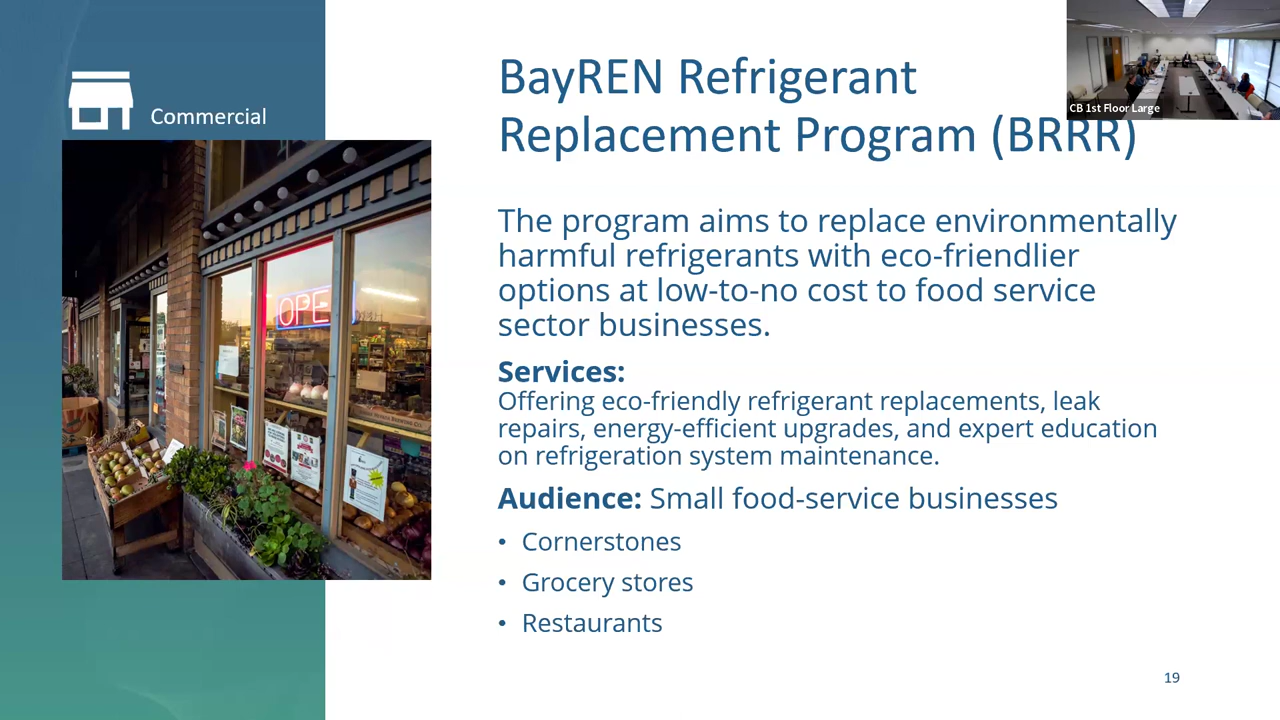 Commercial
BayREN Refrigerant
Replacement Program (BRRR)
CB 1st Floor Large
OPE
The program aims to replace environmentally
harmful refrigerants with eco-friendlier
options at low-to-no cost to food service
sector businesses.
Services:
Offering eco-friendly refrigerant replacements, leak
repairs, energy-efficient upgrades, and expert education
on refrigeration system maintenance.
Audience: Small food-service businesses
• Cornerstones
• Grocery stores
• Restaurants
19